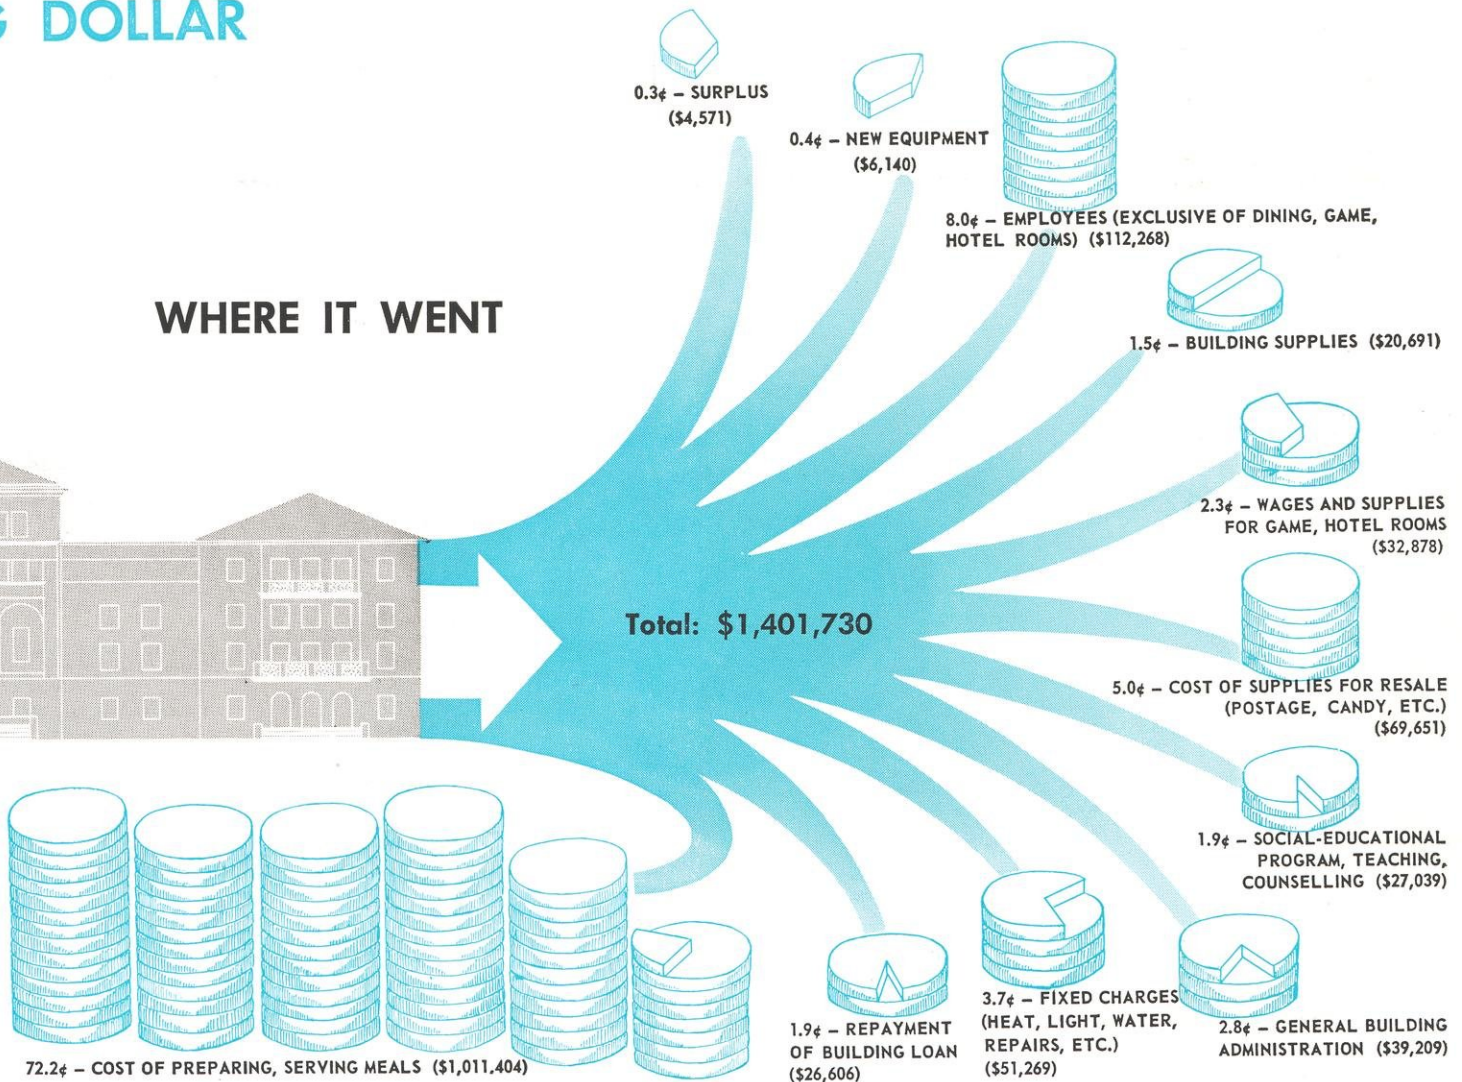 G DOLLAR
0.3¢ – SURPLUS
($4,571)
0.4¢ – NEW EQUIPMENT
($6,140)
8.0¢ – EMPLOYEES (EXCLUSIVE OF DINING, GAME,
HOTEL ROOMS) ($112,268)
WHERE IT WENT
1.5¢ – BUILDING SUPPLIES ($20,691)
2.3¢ – WAGES AND SUPPLIES
FOR GAME, HOTEL ROOMS
($32,878)
Total: $1,401,730
5.0¢ – COST OF SUPPLIES FOR RESALE
(POSTAGE, CANDY, ETC.)
($69,651)
1.9¢ – SOCIAL-EDUCATIONAL
PROGRAM, TEACHING,
COUNSELLING ($27,039)
72.2¢ – COST OF PREPARING, SERVING MEALS ($1,011,404)
1.9¢ – REPAYMENT
OF BUILDING LOAN
($26,606)
3.7¢ – FIXED CHARGES
(HEAT, LIGHT, WATER,
REPAIRS, ETC.)
($51,269)
2.8¢ – GENERAL BUILDING
ADMINISTRATION ($39,209)